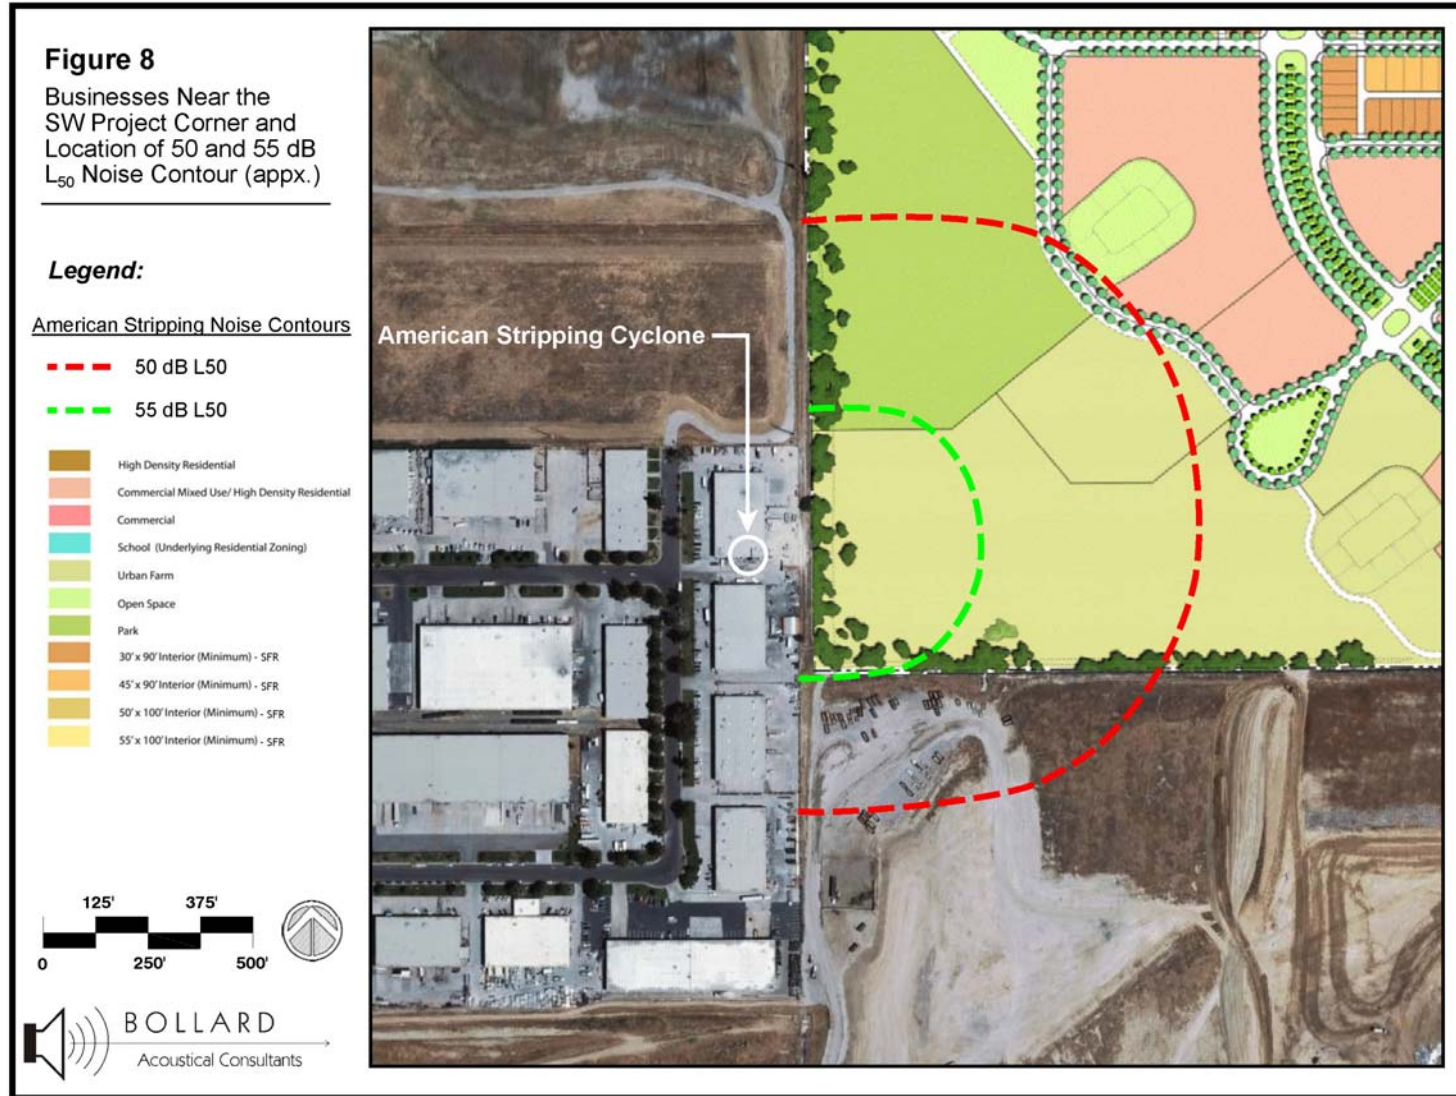 Figure 8
Businesses Near the
SW Project Corner and
Location of 50 and 55 dB
L50 Noise Contour (appx.)
Legend:
American Stripping Noise Contours
50 dB L50
55 dB L50
High Density Residential
Commercial Mixed Use/ High Density Residential
Commercial
School (Underlying Residential Zoning)
Urban Farm
Open Space
Park
30' x 90' Interior (Minimum) - SFR
45' x 90' Interior (Minimum) - SFR
50' x 100' Interior (Minimum) - SFR
55' x 100' Interior (Minimum) - SFR
125' 375'
0 250' 500'
BOLLARD
Acoustical Consultants
American Stripping Cyclone